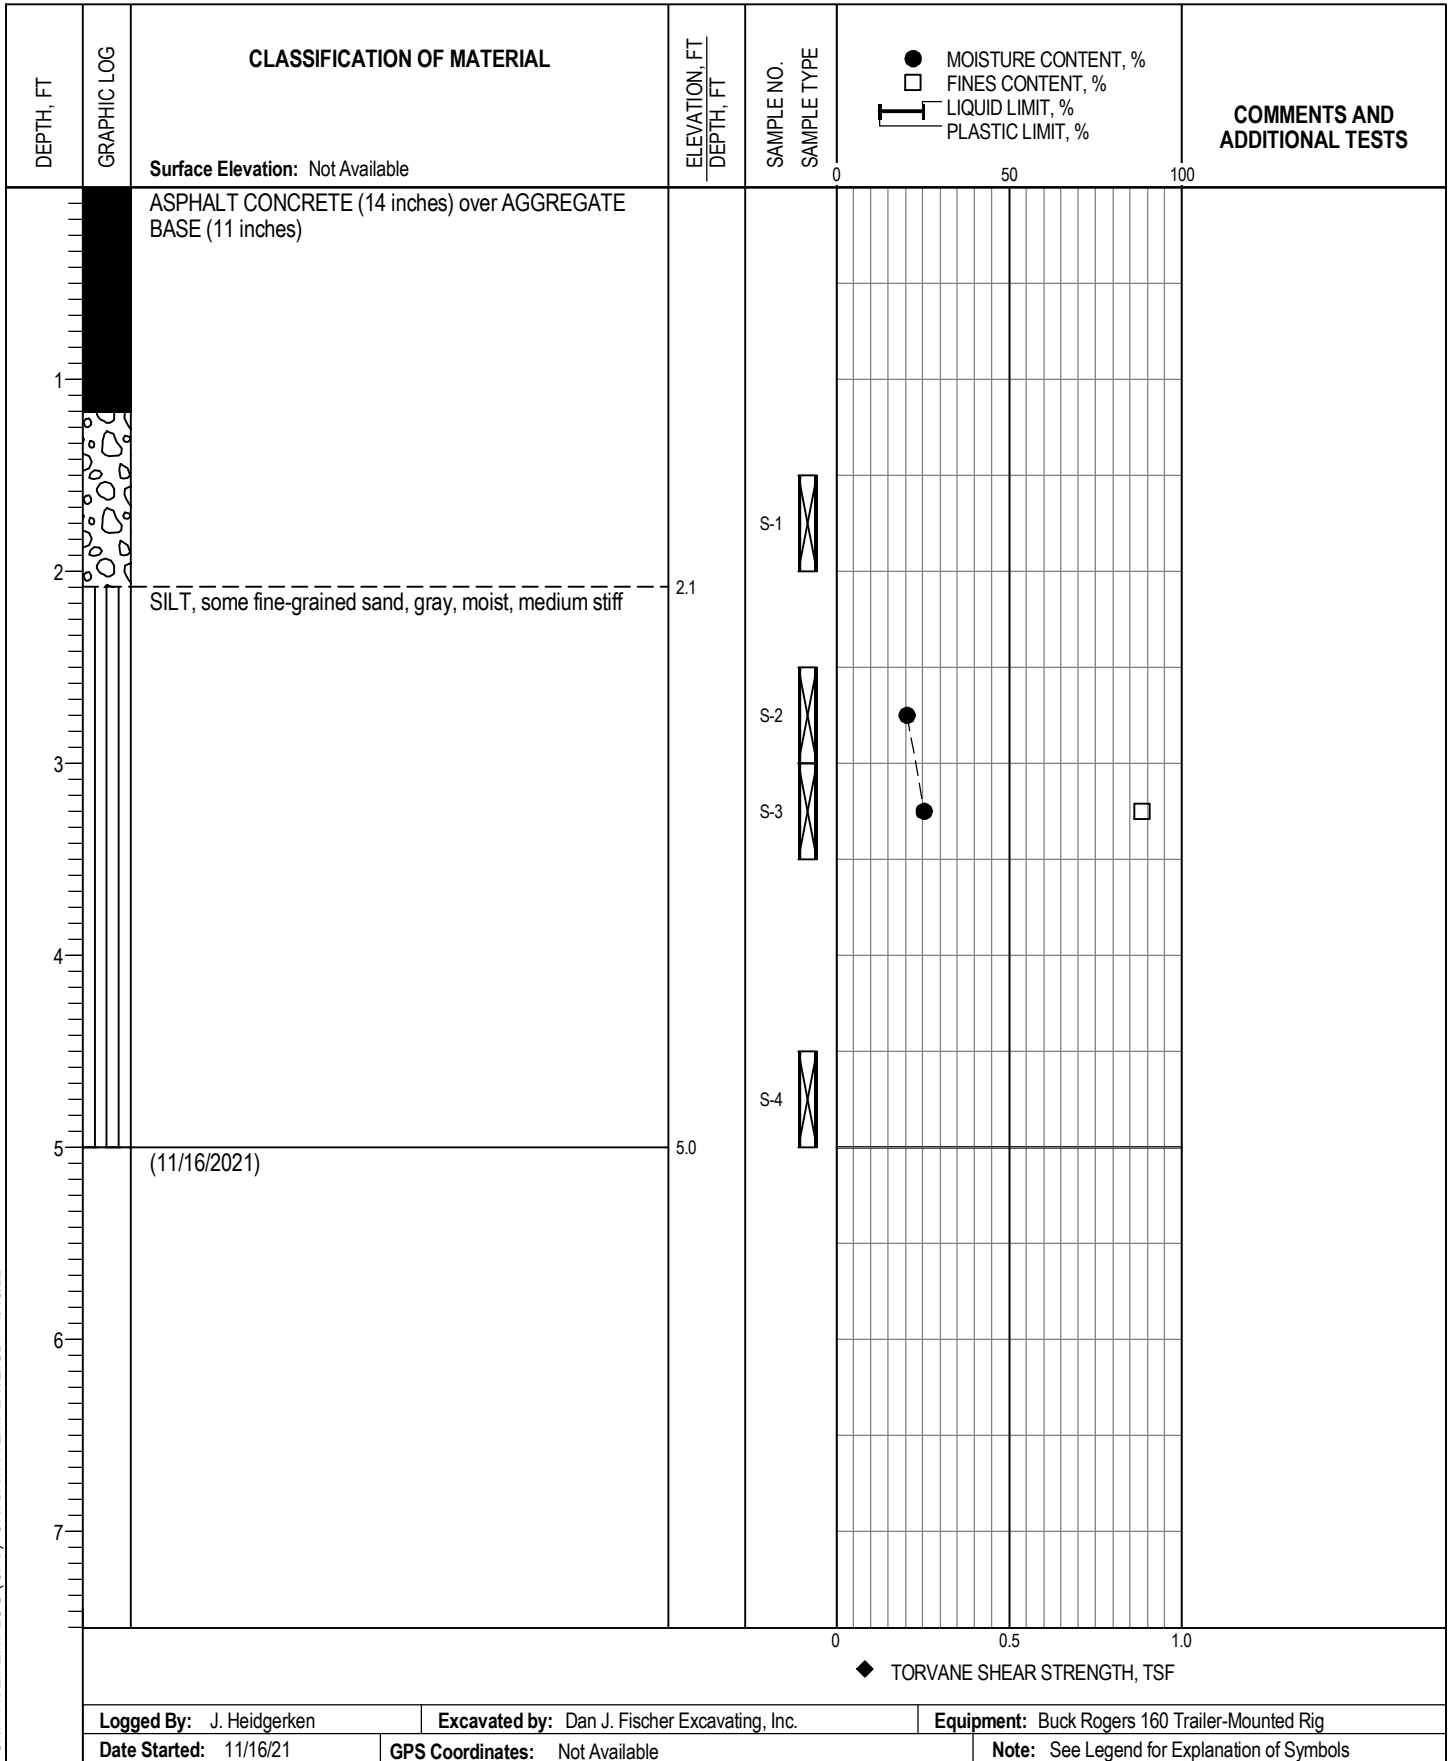 DEPTH, FT
GRAPHIC LOG
CLASSIFICATION OF MATERIAL
Surface Elevation: Not Available
ELEVATION, FT
DEPTH, FT
SAMPLE NO.
SAMPLE TYPE
MOISTURE CONTENT, %
FINES CONTENT, %
LIQUID LIMIT, %
PLASTIC LIMIT, %
0 50 100
COMMENTS AND
ADDITIONAL TESTS
ASPHALT CONCRETE (14 inches) over AGGREGATE
BASE (11 inches)
1
S-1
2
2.1
SILT, some fine-grained sand, gray, moist, medium stiff
S-2
3
S-3
4
S-4
5
5.0
(11/16/2021)
6
7
0 0.5 1.0
TORVANE SHEAR STRENGTH, TSF
Logged By: J. Heidgerken Excavated by: Dan J. Fischer Excavating, Inc. Equipment: Buck Rogers 160 Trailer-Mounted Rig
Date Started: 11/16/21 GPS Coordinates: Not Available Note: See Legend for Explanation of Symbols